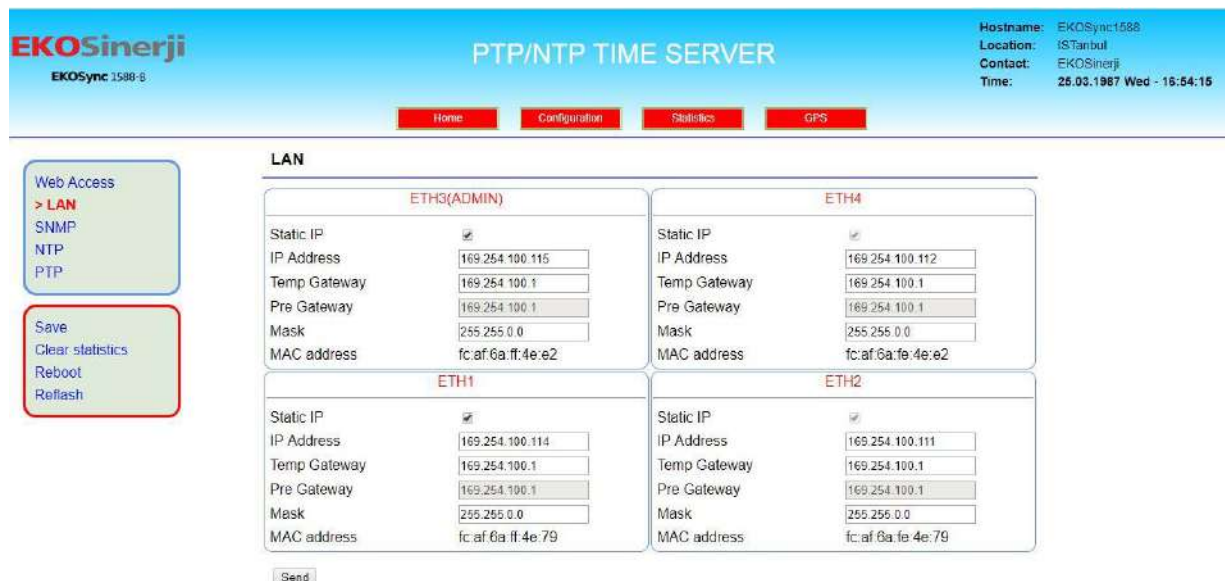 EKOSinerji
EKOSync 1588-B
PTP/NTP TIME SERVER
Hostname: EKOSync1588
Location: ISTanbul
Contact: EKOSinerji
Time: 25.03.1987 Wed - 16:54:15
Home Configuration Statistics GPS
Web Access
> LAN
SNMP
NTP
PTP
Save
Clear statistics
Reboot
Reflash
LAN
ETH3(ADMIN)
Static IP
IP Address 169.254.100.115
Temp Gateway 169.254.100.1
Pre Gateway 169.254.100.1
Mask 255.255.0.0
MAC address fc:af:6a:ff:4e:e2
ETH4
Static IP
IP Address 169.254.100.112
Temp Gateway 169.254.100.1
Pre Gateway 169.254.100.1
Mask 255.255.0.0
MAC address fc:af:6a:fe:4e:e2
ETH1
Static IP
IP Address 169.254.100.114
Temp Gateway 169.254.100.1
Pre Gateway 169.254.100.1
Mask 255.255.0.0
MAC address fc:af:6a:ff:4e:79
ETH2
Static IP
IP Address 169.254.100.111
Temp Gateway 169.254.100.1
Pre Gateway 169.254.100.1
Mask 255.255.0.0
MAC address fc:af:6a:fe:4e:79
Send